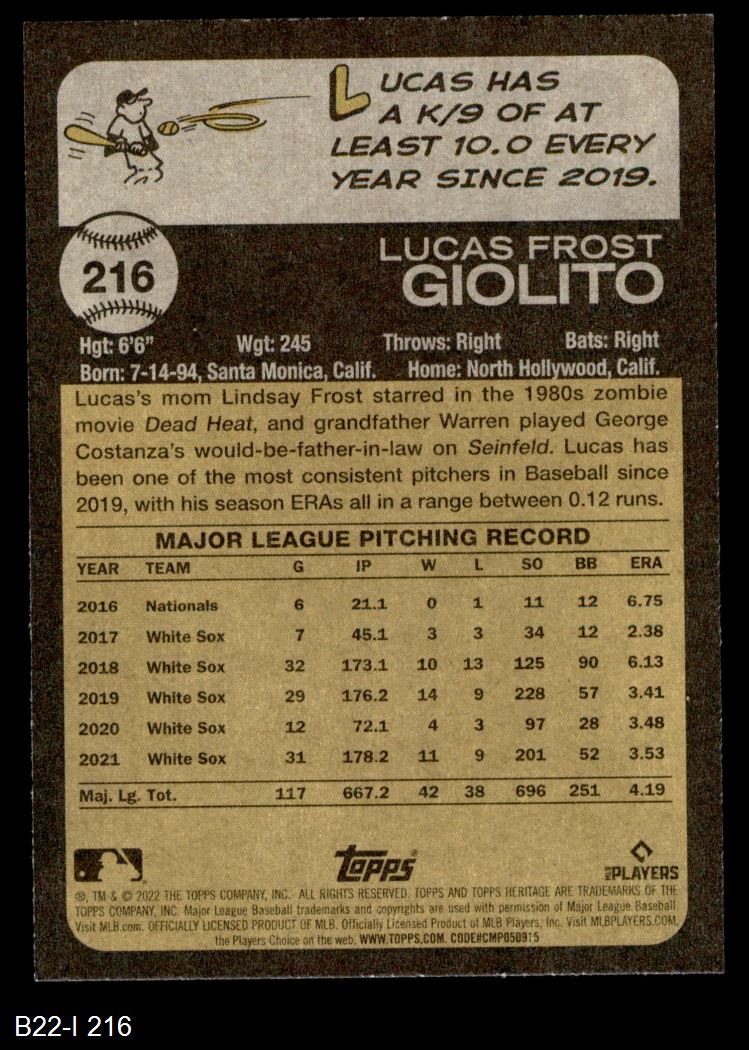 LUCAS HAS
A K/9 OF AT
LEAST 10.0 EVERY
YEAR SINCE 2019.
216
LUCAS FROST
GIOLITO
Hgt: 6'6" Wgt: 245 Throws: Right Bats: Right
Born: 7-14-94, Santa Monica, Calif. Home: North Hollywood, Calif.
Lucas's mom Lindsay Frost starred in the 1980s zombie
movie Dead Heat, and grandfather Warren played George
Costanza's would-be-father-in-law on Seinfeld. Lucas has
been one of the most consistent pitchers in Baseball since
2019, with his season ERAs all in a range between 0.12 runs.
MAJOR LEAGUE PITCHING RECORD
YEAR TEAM G IP W L SO BB ERA
2016 Nationals 6 21.1 0 1 11 12 6.75
2017 White Sox 7 45.1 3 3 34 12 2.38
2018 White Sox 32 173.1 10 13 125 90 6.13
2019 White Sox 29 176.2 14 9 228 57 3.41
2020 White Sox 12 72.1 4 3 97 28 3.48
2021 White Sox 31 178.2 11 9 201 52 3.53
Maj. Lg. Tot. 117 667.2 42 38 696 251 4.19
Topps® PLAYERS
®, TM & © 2022 THE TOPPS COMPANY, INC. ALL RIGHTS RESERVED. TOPPS AND TOPPS HERITAGE ARE TRADEMARKS OF THE
TOPPS COMPANY, INC. Major League Baseball trademarks and copyrights are used with permission of Major League Baseball.
Visit MLB.com. OFFICIALLY LICENSED PRODUCT OF MLB. Officially Licensed Product of MLB Players, Inc. Visit MLBPLAYERS.COM,
the Players Choice on the web. WWW.TOPPS.COM. CODE#CMP050915
B22-I 216